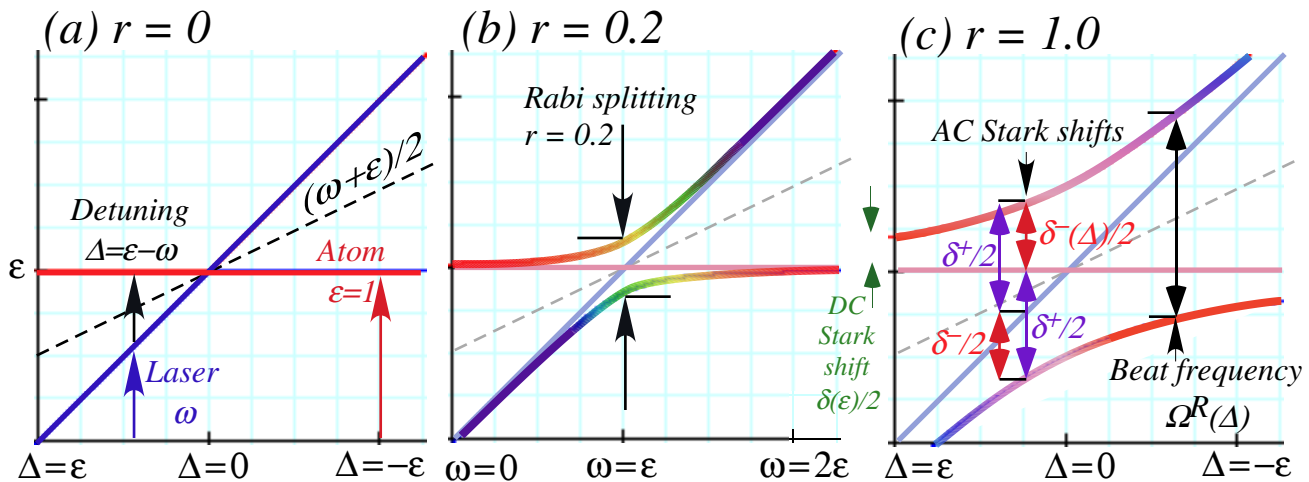 (a) r = 0
ε
(ω+ε)/2
Detuning
Δ=ε−ω
Atom
ε=1
Laser
ω
Δ=ε
Δ=0
Δ=−ε
(b) r = 0.2
Rabi splitting
r = 0.2
DC
Stark
shift
δ(ε)/2
ω=0
ω=ε
ω=2ε
(c) r = 1.0
AC Stark shifts
δ⁺/2
δ⁻(Δ)/2
δ⁻/2
δ⁺/2
Beat frequency
Ωᴿ(Δ)
Δ=ε
Δ=0
Δ=−ε